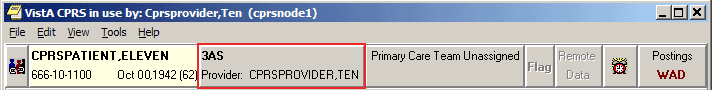 VistA CPRS in use by: Cprsprovider,Ten (cprsnode1)
File Edit View Tools Help
CPRSPATIENT,ELEVEN
666-10-1100 Oct 00,1942 (62)
3AS
Provider: CPRSPROVIDER,TEN
Primary Care Team Unassigned
Flag
Remote
Data
Postings
WAD